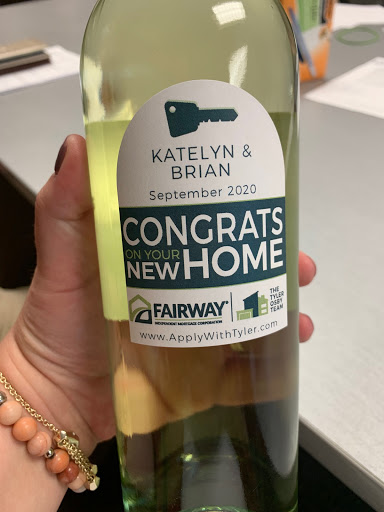 KATELYN &
BRIAN
September 2020
CONGRATS
ON YOUR
NEW HOME
FAIRWAY
INDEPENDENT MORTGAGE CORPORATION
THE
TYLER
OSBY
TEAM
www.ApplyWithTyler.com